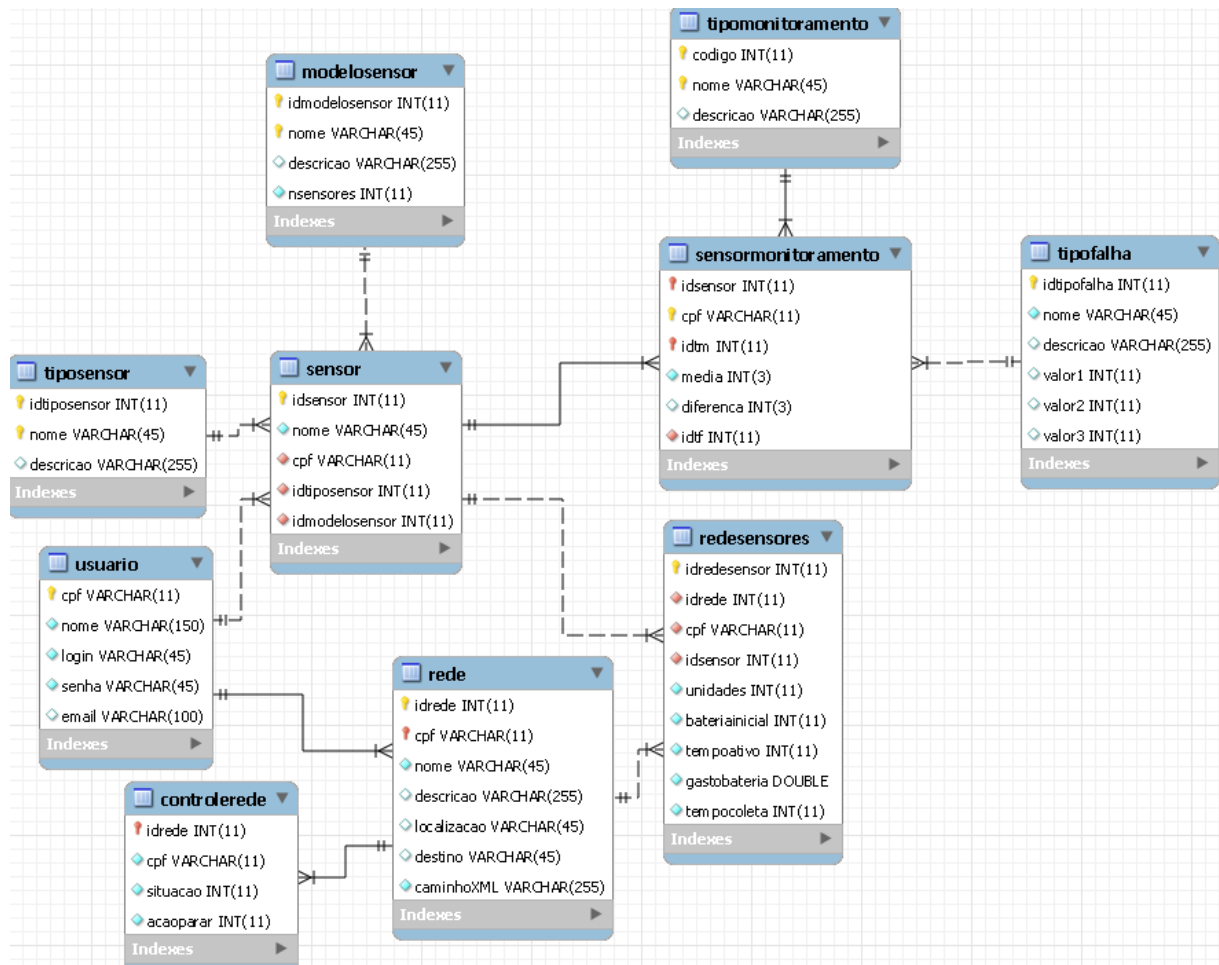 tipomonitoramento
codigo INT(11)
nome VARCHAR(45)
descricao VARCHAR(255)
Indexes
modelosensor
idmodelosensor INT(11)
nome VARCHAR(45)
descricao VARCHAR(255)
nsensores INT(11)
Indexes
sensormonitoramento
idsensor INT(11)
cpf VARCHAR(11)
idtm INT(11)
media INT(3)
diferenca INT(3)
idtf INT(11)
Indexes
tipofalha
idtipofalha INT(11)
nome VARCHAR(45)
descricao VARCHAR(255)
valor1 INT(11)
valor2 INT(11)
valor3 INT(11)
Indexes
tiposensor
idtiposensor INT(11)
nome VARCHAR(45)
descricao VARCHAR(255)
Indexes
sensor
idsensor INT(11)
nome VARCHAR(45)
cpf VARCHAR(11)
idtiposensor INT(11)
idmodelosensor INT(11)
Indexes
redesensores
idredesensor INT(11)
idrede INT(11)
cpf VARCHAR(11)
idsensor INT(11)
unidades INT(11)
bateriainicial INT(11)
tempoativo INT(11)
gastobateria DOUBLE
tempocoleta INT(11)
Indexes
usuario
cpf VARCHAR(11)
nome VARCHAR(150)
login VARCHAR(45)
senha VARCHAR(45)
email VARCHAR(100)
Indexes
rede
idrede INT(11)
cpf VARCHAR(11)
nome VARCHAR(45)
descricao VARCHAR(255)
localizacao VARCHAR(45)
destino VARCHAR(45)
caminhoXML VARCHAR(255)
Indexes
controlerede
idrede INT(11)
cpf VARCHAR(11)
situacao INT(11)
acaoparar INT(11)
Indexes